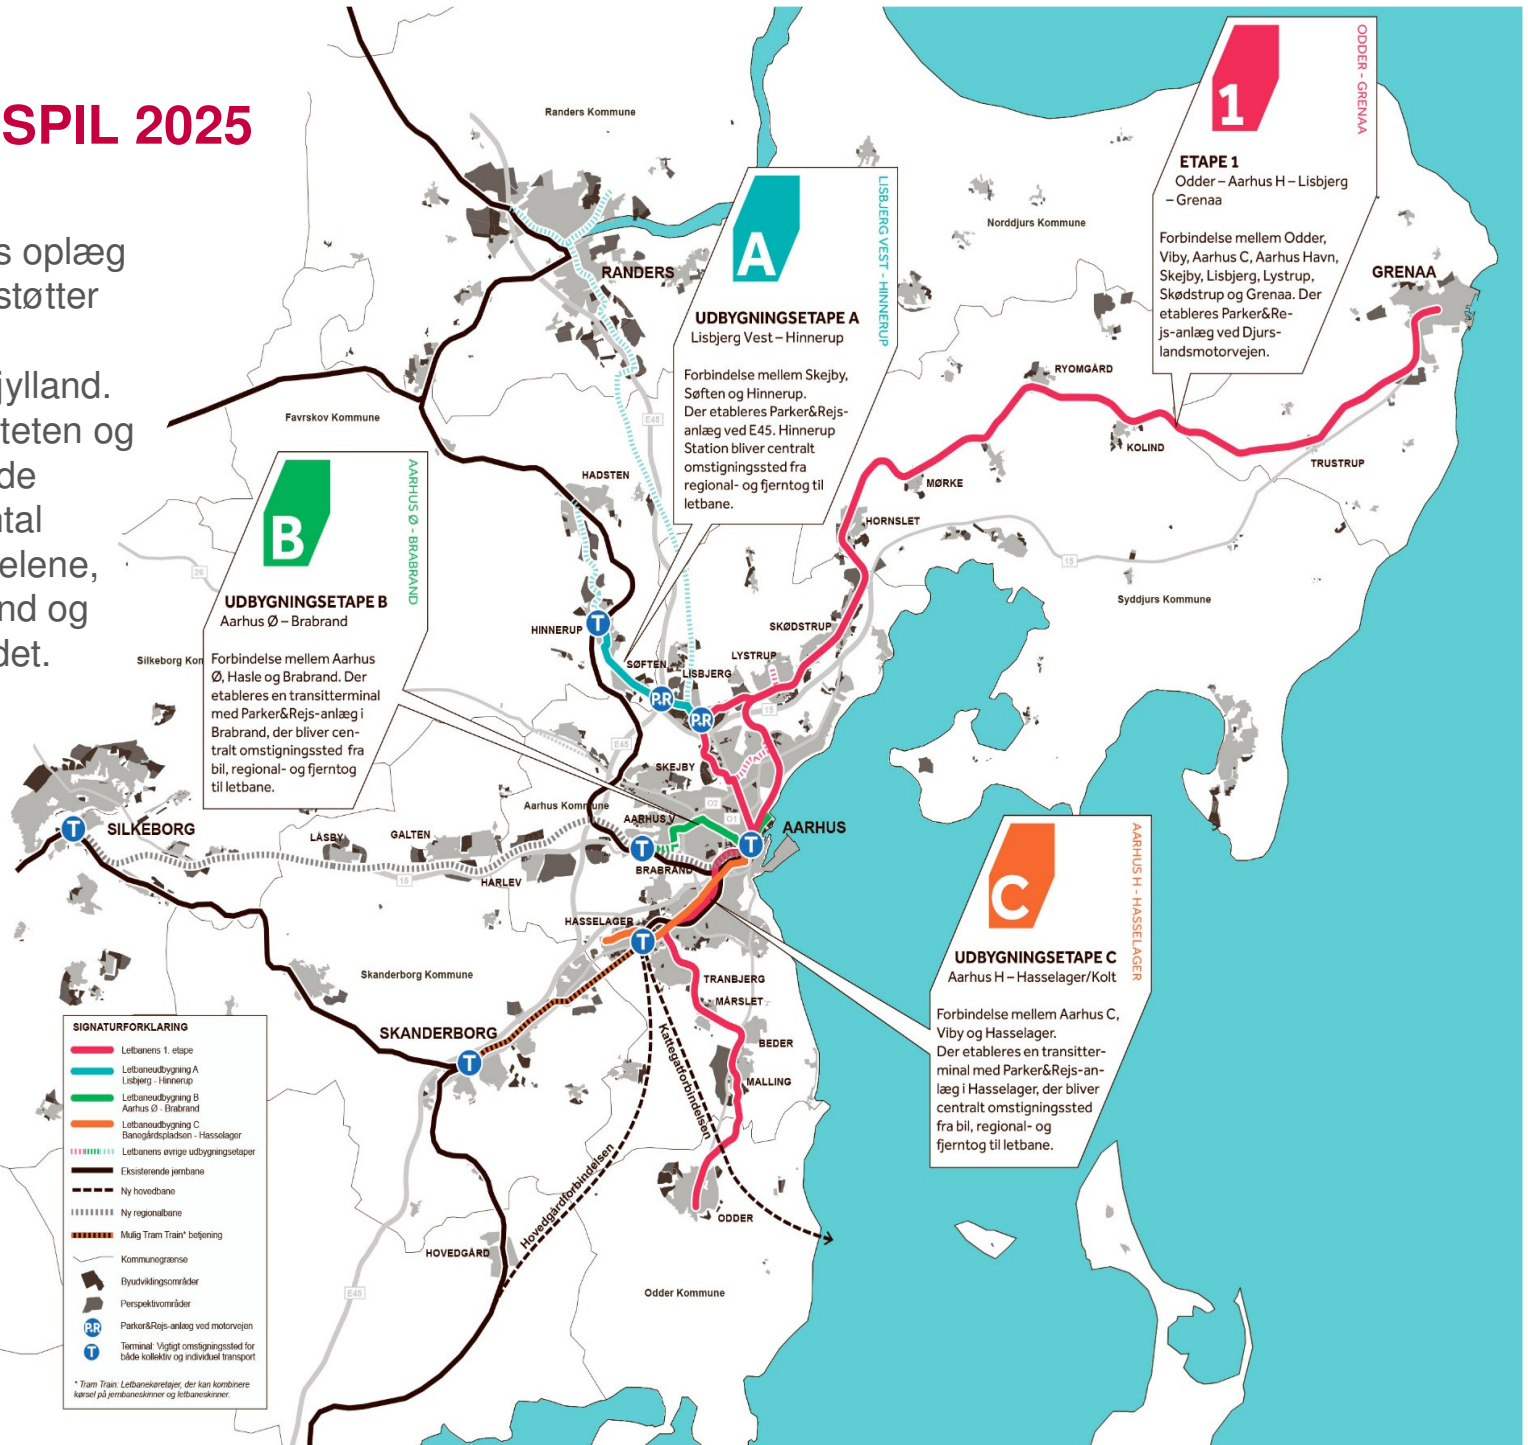 SPIL 2025
s oplæg
støtter
jylland.
teten og
de
ntal
elene,
nd og
det.
Randers Kommune
RANDERS
Norddjurs Kommune
GRENAA
Favrskov Kommune
HADSTEN
RYOMGÅRD
KOLIND
TRUSTRUP
MØRKE
HORNSLET
Syddjurs Kommune
SKØDSTRUP
LYSTRUP
LISBJERG
SØFTEN
HINNERUP
Silkeborg Kon
SKEJBY
Aarhus Kommune
AARHUS V
AARHUS
SILKEBORG
LÅSBY
GALTEN
HARLEV
BRABRAND
HASSELAGER
Skanderborg Kommune
TRANBJERG
MÅRSLET
SKANDERBORG
BEDER
MALLING
Kattegatforbindelsen
Hovedgårdforbindelsen
ODDER
HOVEDGÅRD
Odder Kommune
E45
26
15
E45
15
O2
O1
15
E45
T
P.R
P.R
T
T
T
T
T
1
ODDER - GRENAA
ETAPE 1
Odder – Aarhus H – Lisbjerg
– Grenaa
Forbindelse mellem Odder,
Viby, Aarhus C, Aarhus Havn,
Skejby, Lisbjerg, Lystrup,
Skødstrup og Grenaa. Der
etableres Parker&Re-
js-anlæg ved Djurs-
landsmotorvejen.
A
LISBJERG VEST - HINNERUP
UDBYGNINGSETAPE A
Lisbjerg Vest – Hinnerup
Forbindelse mellem Skejby,
Søften og Hinnerup.
Der etableres Parker&Rejs-
anlæg ved E45. Hinnerup
Station bliver centralt
omstigningssted fra
regional- og fjerntog til
letbane.
B
AARHUS Ø - BRABRAND
UDBYGNINGSETAPE B
Aarhus Ø – Brabrand
Forbindelse mellem Aarhus
Ø, Hasle og Brabrand. Der
etableres en transitterminal
med Parker&Rejs-anlæg i
Brabrand, der bliver cen-
tralt omstigningssted fra
bil, regional- og fjerntog
til letbane.
C
AARHUS H - HASSELAGER
UDBYGNINGSETAPE C
Aarhus H – Hasselager/Kolt
Forbindelse mellem Aarhus C,
Viby og Hasselager.
Der etableres en transitter-
minal med Parker&Rejs-an-
læg i Hasselager, der bliver
centralt omstigningssted
fra bil, regional- og
fjerntog til letbane.
SIGNATURFORKLARING
Letbanens 1. etape
Letbaneudbygning A
Lisbjerg - Hinnerup
Letbaneudbygning B
Aarhus Ø - Brabrand
Letbaneudbygning C
Banegårdspladsen - Hasselager
Letbanens øvrige udbygningsetaper
Eksisterende jernbane
Ny hovedbane
Ny regionalbane
Mulig Tram Train* betjening
Kommunegrænse
Byudviklingsområder
Perspektivområder
P.R
Parker&Rejs-anlæg ved motorvejen
T
Terminal: Vigtigt omstigningssted for
både kollektiv og individuel transport
* Tram Train: Letbanekøretøjer, der kan kombinere
kørsel på jernbaneskinner og letbaneskinner.